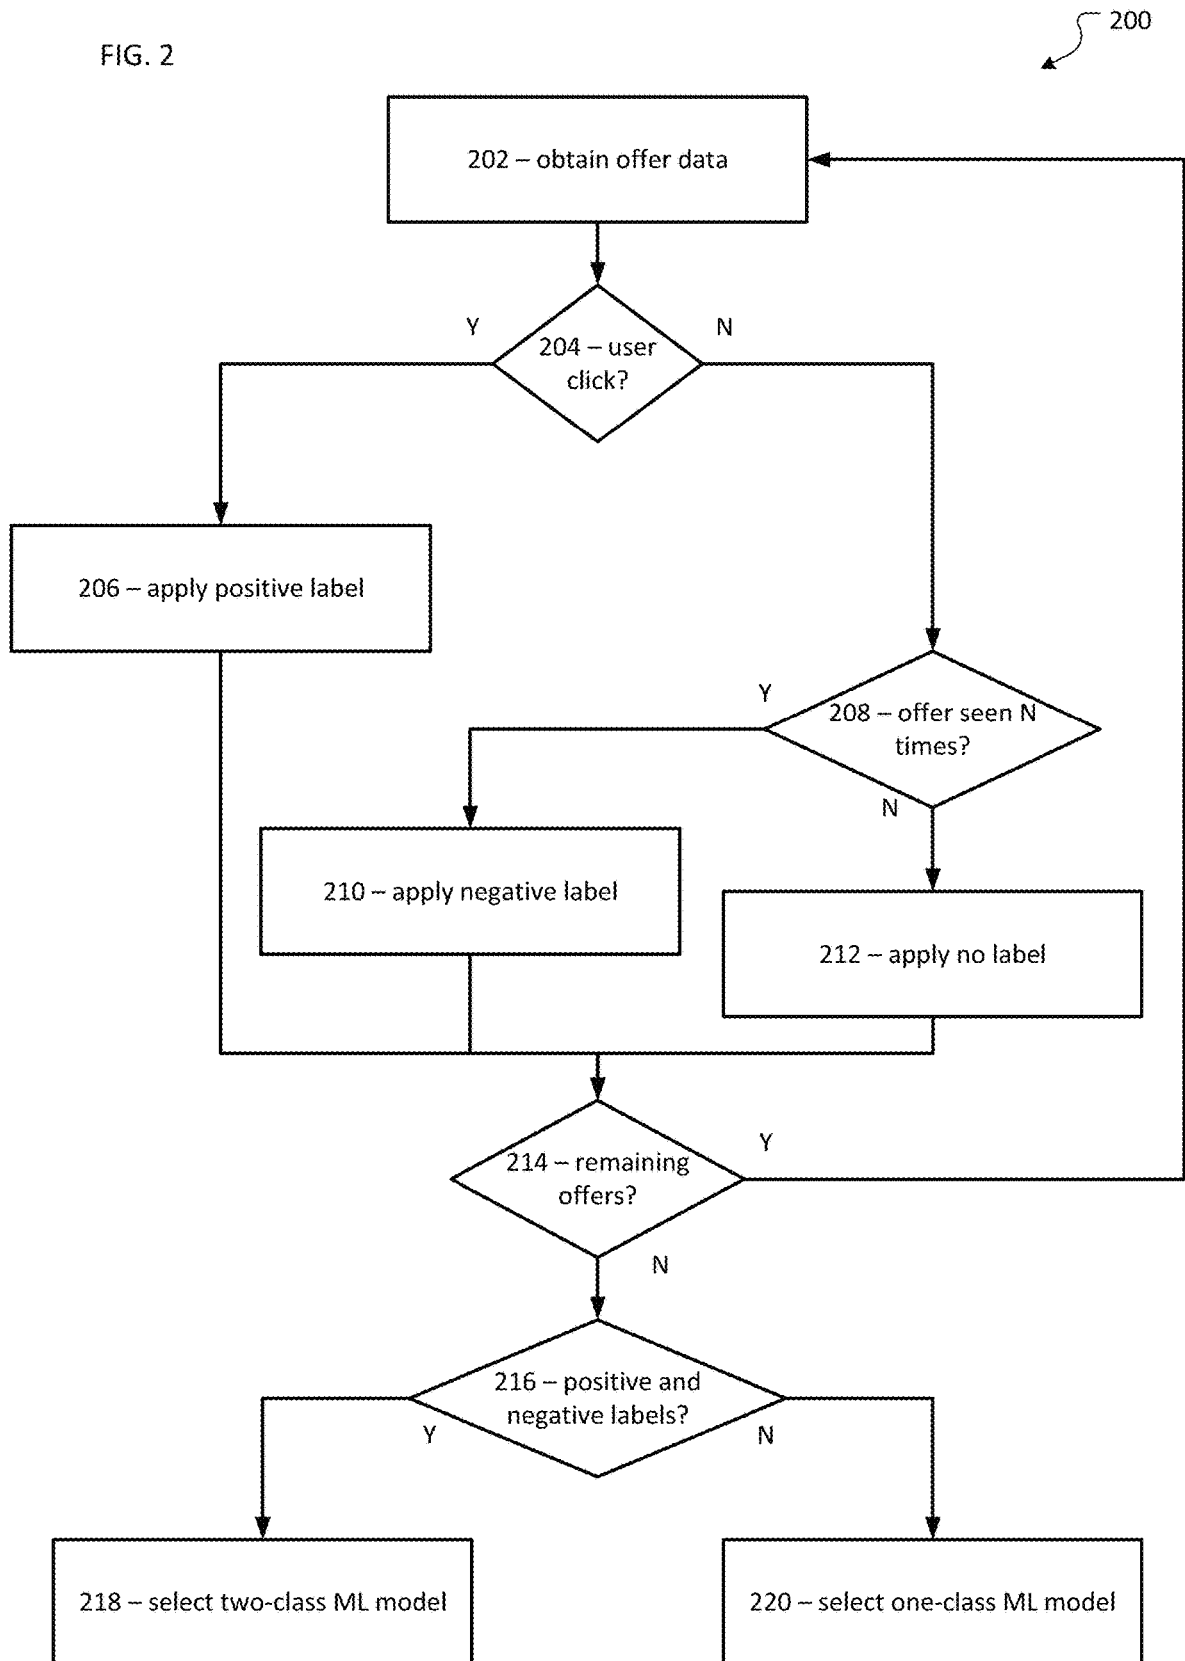 200
FIG. 2
202 – obtain offer data
Y
N
204 – user
click?
206 – apply positive label
Y
208 – offer seen N
times?
N
210 – apply negative label
212 – apply no label
Y
214 – remaining
offers?
N
216 – positive and
negative labels?
Y
N
218 – select two-class ML model
220 – select one-class ML model